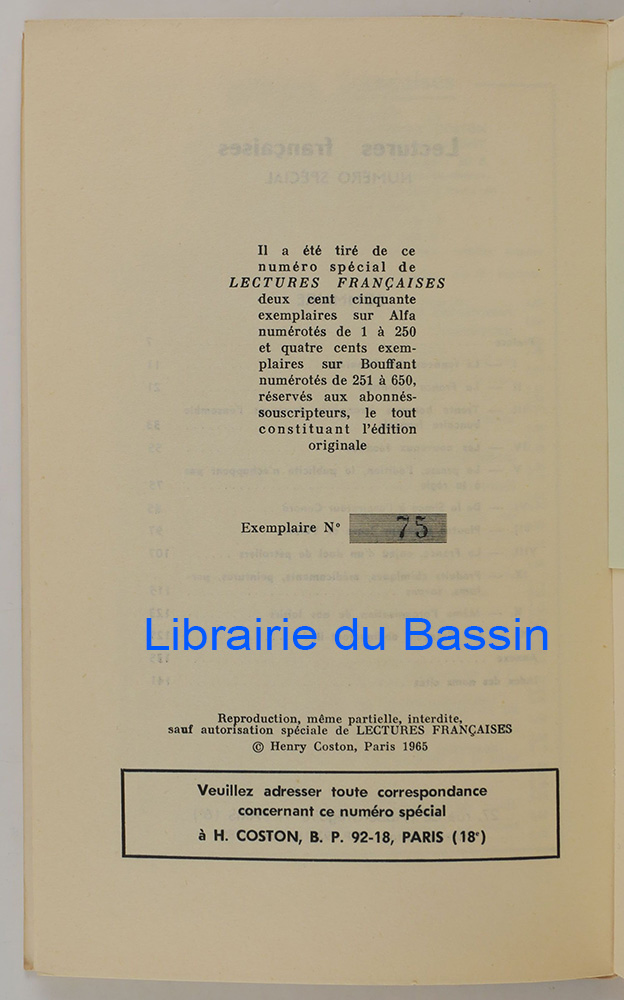 Il a été tiré de ce
numéro spécial de
LECTURES FRANÇAISES
deux cent cinquante
exemplaires sur Alfa
numérotés de 1 à 250
et quatre cents exem-
plaires sur Bouffant
numérotés de 251 à 650,
réservés aux abonnés-
souscripteurs, le tout
constituant l'édition
originale
Exemplaire N° 75
Librairie du Bassin
Reproduction, même partielle, interdite,
sauf autorisation spéciale de LECTURES FRANÇAISES
© Henry Coston, Paris 1965
Veuillez adresser toute correspondance
concernant ce numéro spécial
à H. COSTON, B. P. 92-18, PARIS (18e)